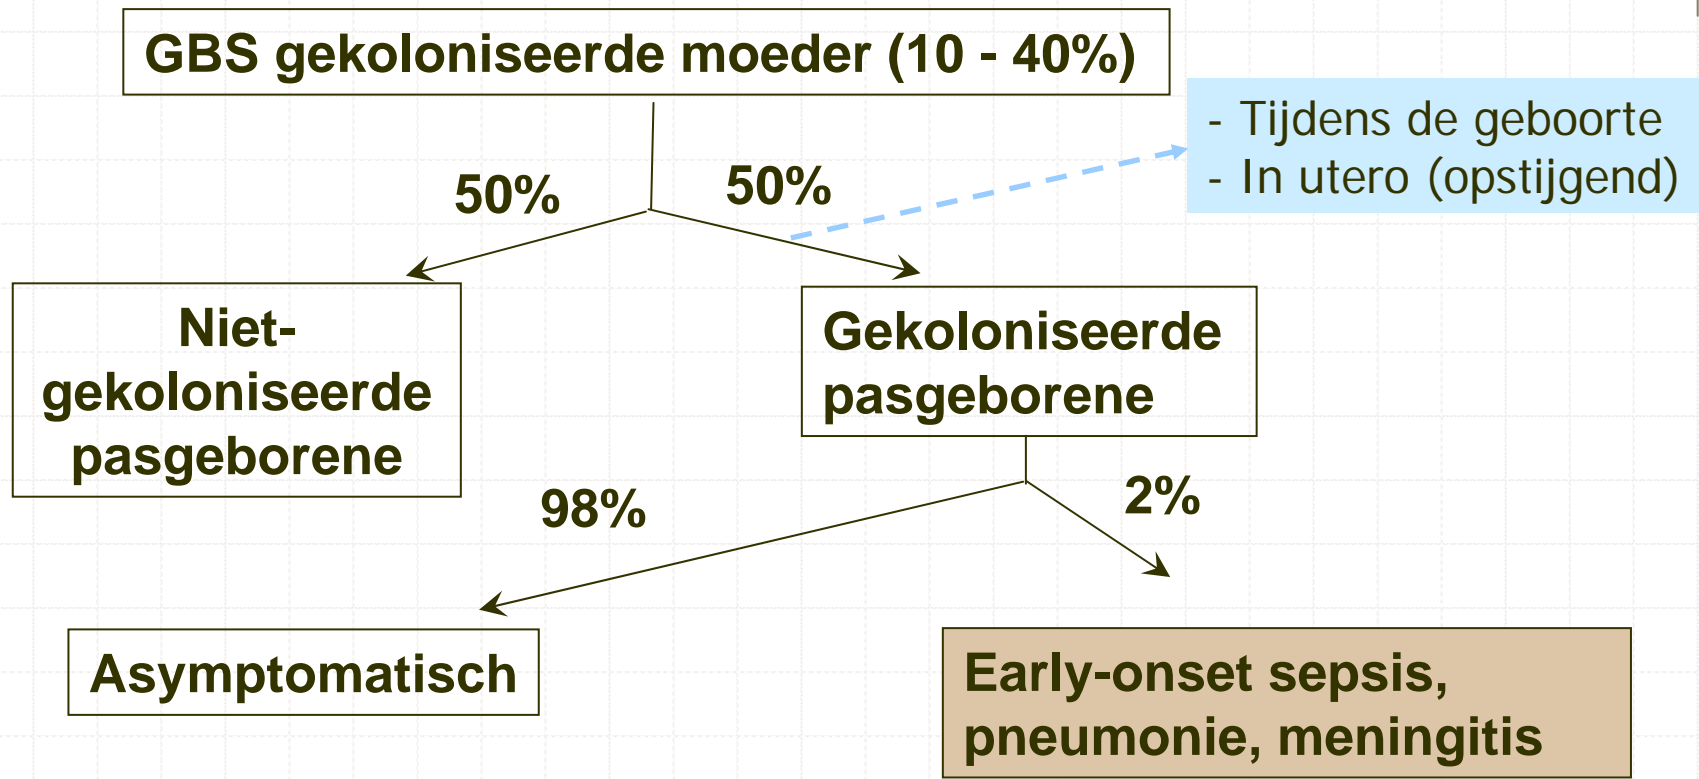 GBS gekoloniseerde moeder (10 - 40%)
- Tijdens de geboorte
- In utero (opstijgend)
50%
50%
Niet-
gekoloniseerde
pasgeborene
Gekoloniseerde
pasgeborene
98%
2%
Asymptomatisch
Early-onset sepsis,
pneumonie, meningitis